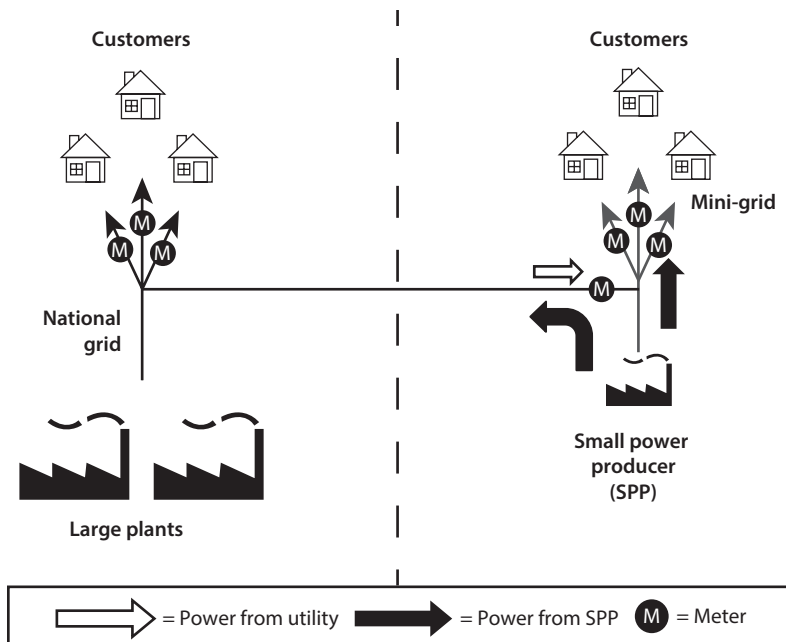 Customers
Customers
M
M
M
M
M
M
Mini-grid
M
National
grid
Small power
producer
(SPP)
Large plants
= Power from utility = Power from SPP M = Meter